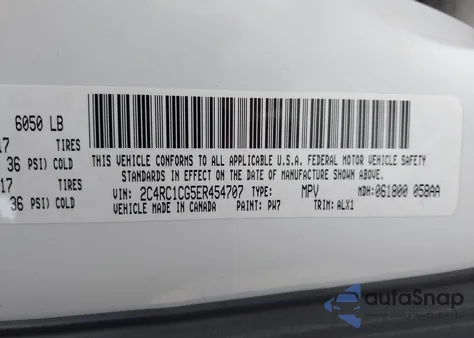 6050 LB
17 TIRES
36 PSI) COLD
17 TIRES
36 PSI) COLD
THIS VEHICLE CONFORMS TO ALL APPLICABLE U.S.A. FEDERAL MOTOR VEHICLE SAFETY
STANDARDS IN EFFECT ON THE DATE OF MANUFACTURE SHOWN ABOVE.
VIN: 2C4RC1CG5ER454707 TYPE: MPV MDH: 061800 058AA
VEHICLE MADE IN CANADA PAINT: PW7 TRIM: ALX1
autoSnap